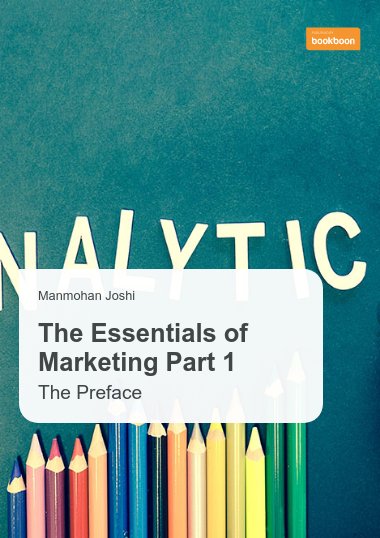 bookboon
NALYTIC
Manmohan Joshi
The Essentials of
Marketing Part 1
The Preface